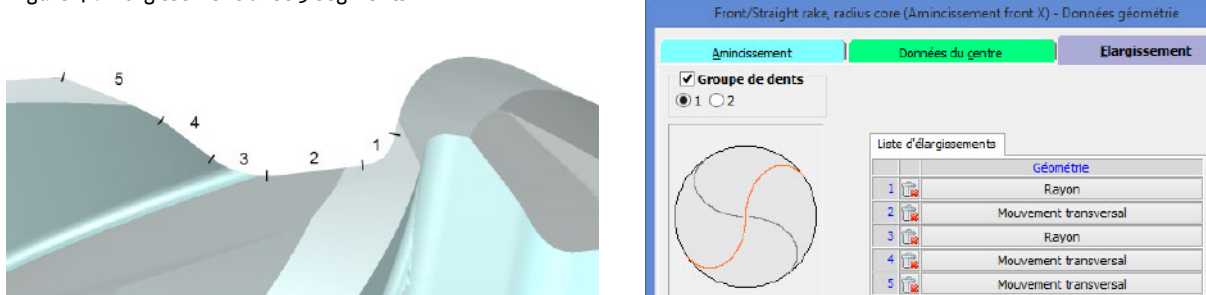 5
4
3
2
1
Front/Straight rake, radius core (Amincissement front X) - Données géométrie
Amincissement
Données du centre
Elargissement
Groupe de dents
1 2
Liste d'élargissements
Géométrie
1 Rayon
2 Mouvement transversal
3 Rayon
4 Mouvement transversal
5 Mouvement transversal